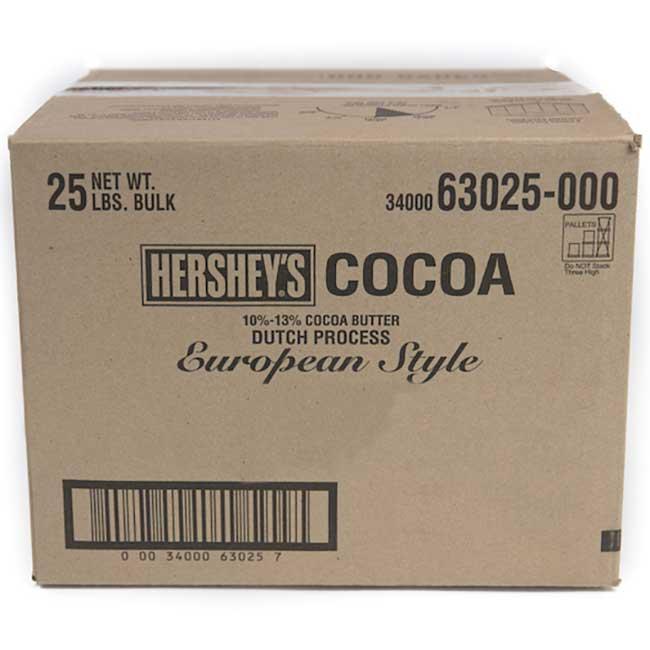 25 NET WT.
LBS. BULK
34000 63025-000
PALLETS
Do NOT Stack
Three High
HERSHEY'S COCOA
10%-13% COCOA BUTTER
DUTCH PROCESS
European Style
0 00 34000 63025 7